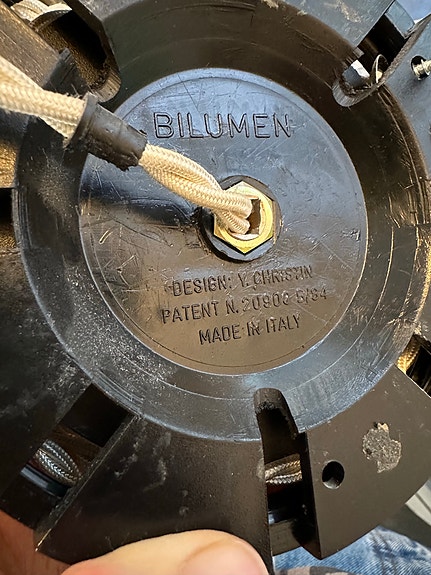 BILUMEN
DESIGN: Y. CHRISTIN
PATENT N. 20909 B/84
MADE IN ITALY